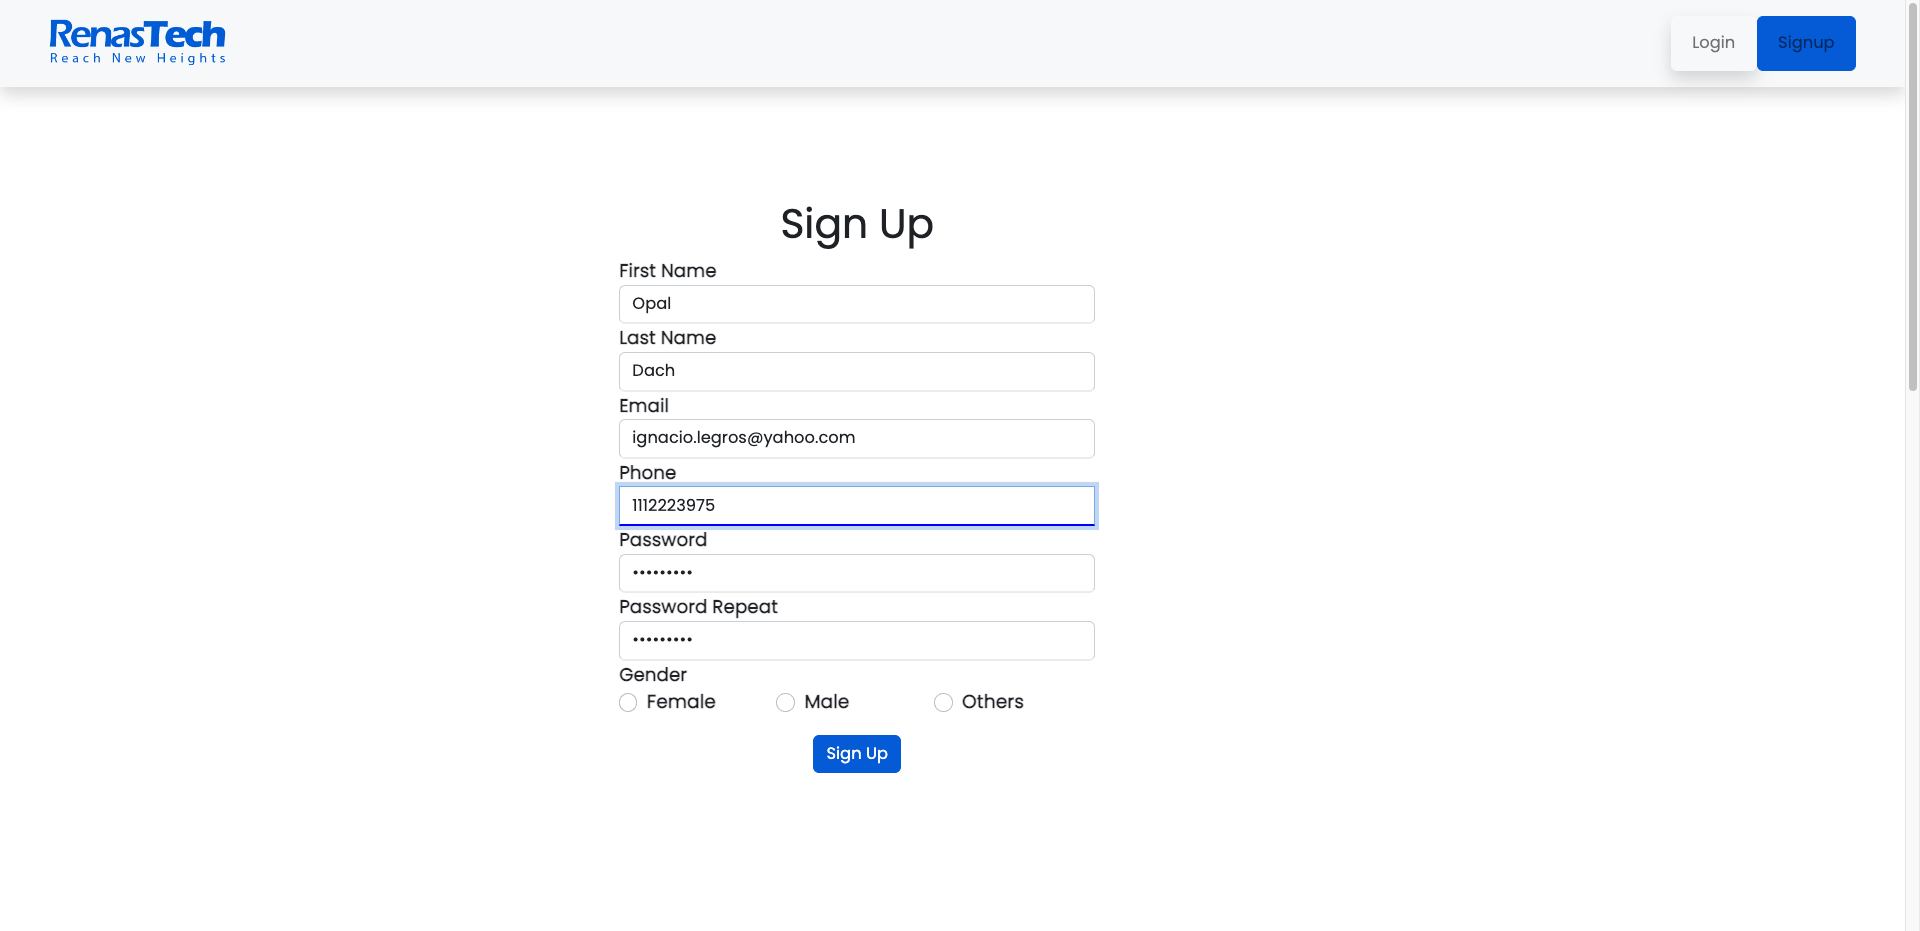 RenasTech
Reach New Heights
Login
Signup
Sign Up
First Name
Opal
Last Name
Dach
Email
ignacio.legros@yahoo.com
Phone
1112223975
Password
•••••••••
Password Repeat
•••••••••
Gender
Female Male Others
Sign Up